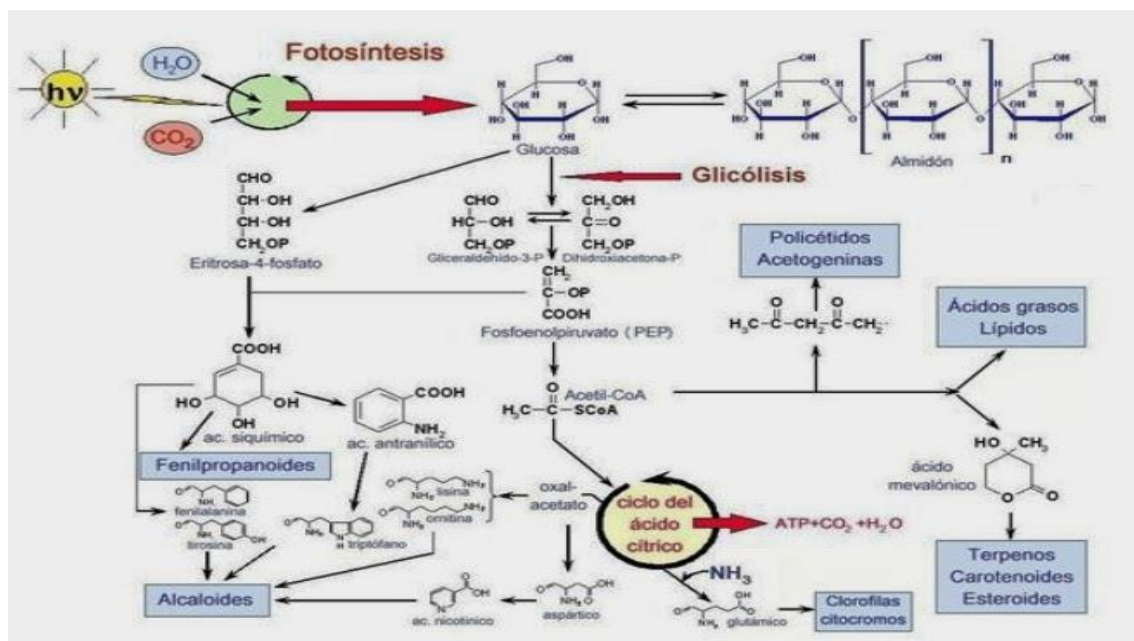 Fotosíntesis
H₂O
hν
CO₂
Glucosa
Almidón
n
Glicólisis
CHO
CH-OH
CH-OH
CH₂OP
Eritrosa-4-fosfato
CHO
HC-OH
CH₂OP
Gliceraldehido-3-P
CH₂OH
C=O
CH₂OP
Dihidroxiacetona-P
CH₂
C-OP
COOH
Fosfoenolpiruvato (PEP)
Policétidos
Acetogeninas
H₃C-C-CH₂-C-CH₂-
O O
Ácidos grasos
Lípidos
COOH
HO
OH
OH
ac. siquímico
COOH
NH₂
ac. antranílico
O
H₃C-C-SCoA
Acetil-CoA
Fenilpropanoides
fenilalanina
tirosina
triptófano
lisina
ornitina
oxal-
acetato
ciclo del
ácido
cítrico
ATP+CO₂ +H₂O
HO CH₃
ácido
mevalónico
O O
NH₃
Alcaloides
ac. nicotínico
aspártico
glutámico
Clorofilas
citocromos
Terpenos
Carotenoides
Esteroides